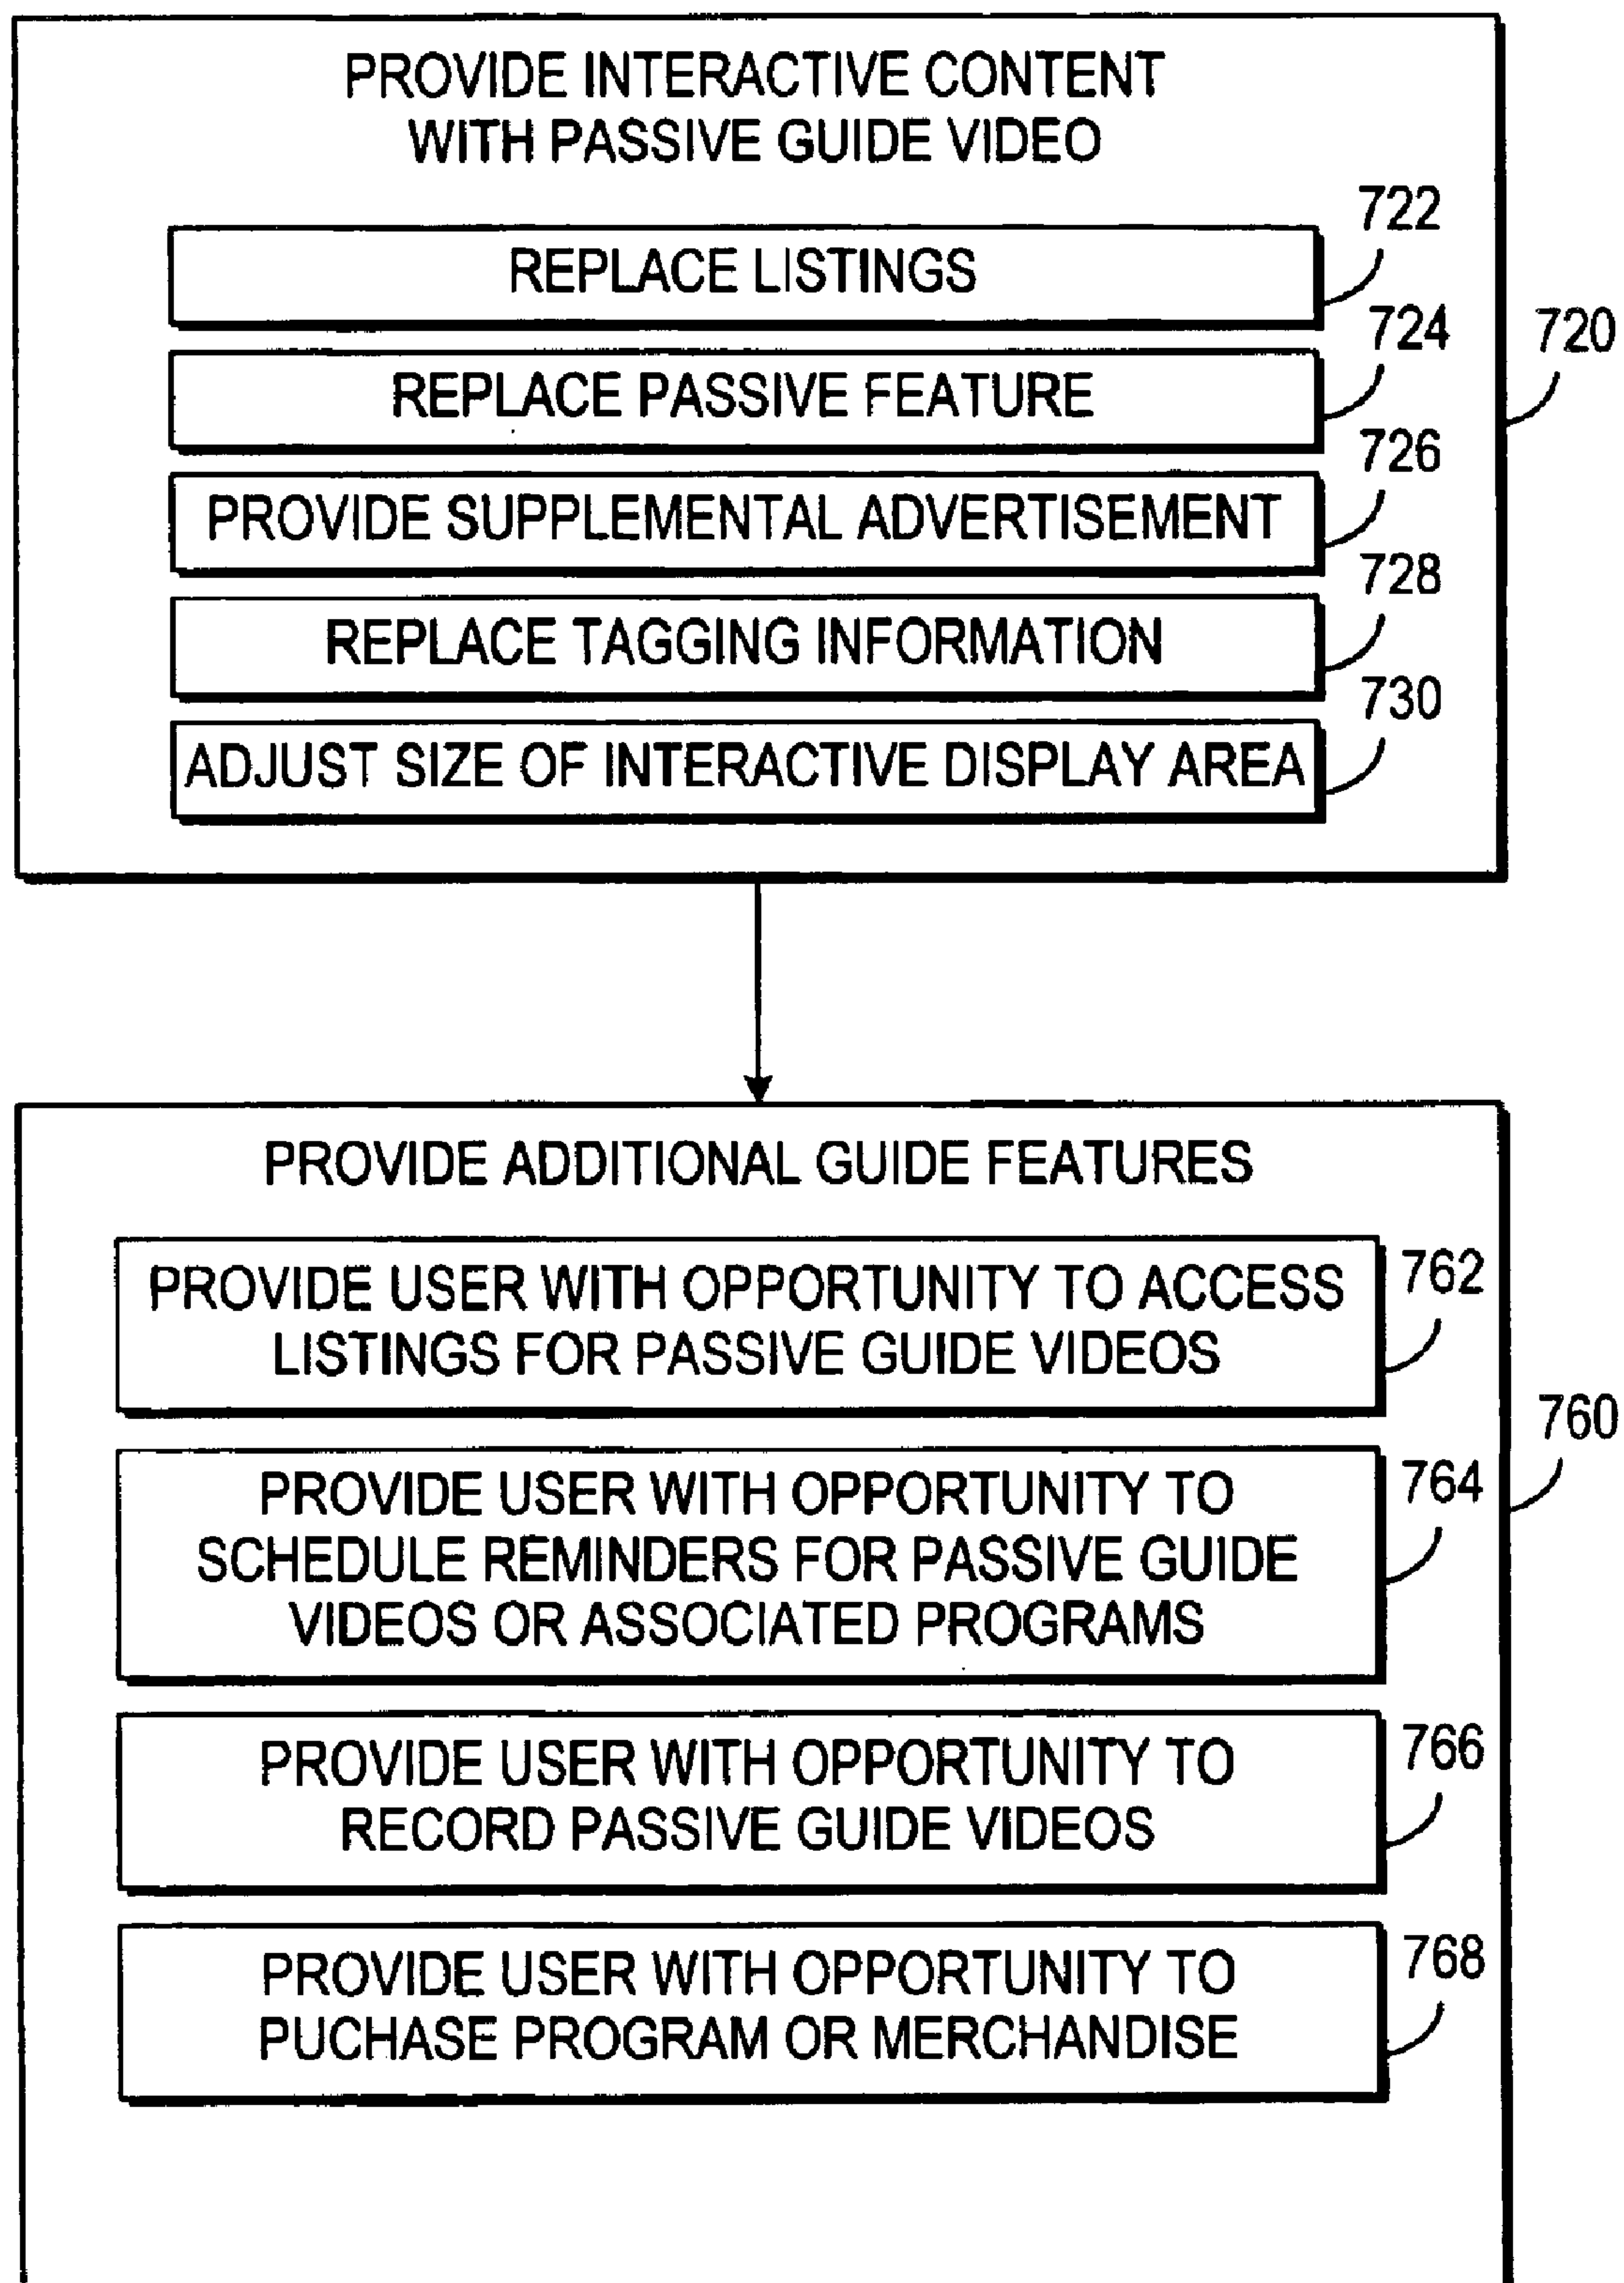 PROVIDE INTERACTIVE CONTENT
WITH PASSIVE GUIDE VIDEO
722
REPLACE LISTINGS
724
720
REPLACE PASSIVE FEATURE
726
PROVIDE SUPPLEMENTAL ADVERTISEMENT
728
REPLACE TAGGING INFORMATION
730
ADJUST SIZE OF INTERACTIVE DISPLAY AREA
PROVIDE ADDITIONAL GUIDE FEATURES
762
PROVIDE USER WITH OPPORTUNITY TO ACCESS
LISTINGS FOR PASSIVE GUIDE VIDEOS
760
764
PROVIDE USER WITH OPPORTUNITY TO
SCHEDULE REMINDERS FOR PASSIVE GUIDE
VIDEOS OR ASSOCIATED PROGRAMS
766
PROVIDE USER WITH OPPORTUNITY TO
RECORD PASSIVE GUIDE VIDEOS
768
PROVIDE USER WITH OPPORTUNITY TO
PUCHASE PROGRAM OR MERCHANDISE